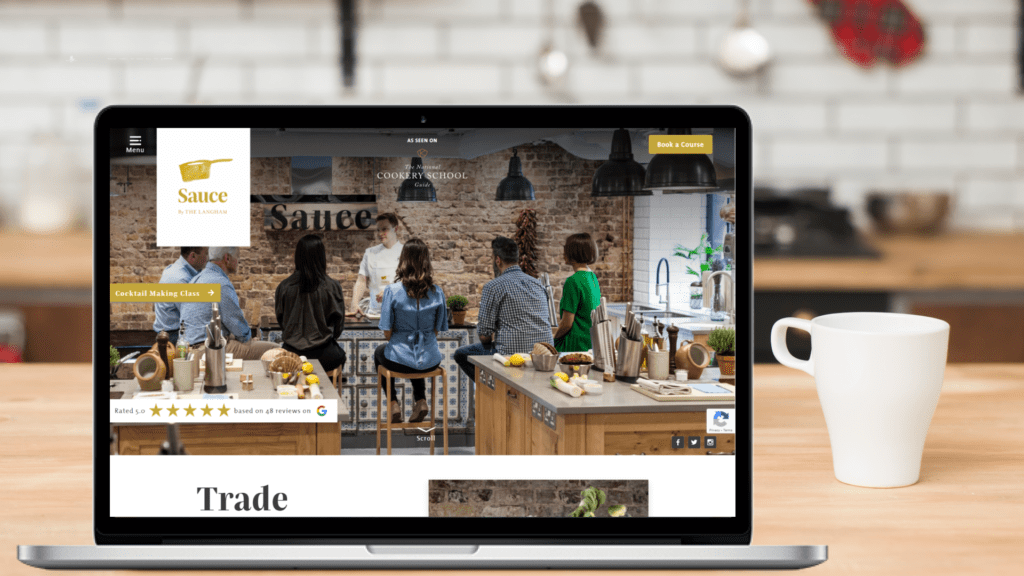 Menu
Sauce
By THE LANGHAM
AS SEEN ON
The National
COOKERY SCHOOL
Guide
Book a Course
Sauce
Cocktail Making Class
Rated 5.0
based on 48 reviews on
G
Scroll
Privacy - Terms
Trade